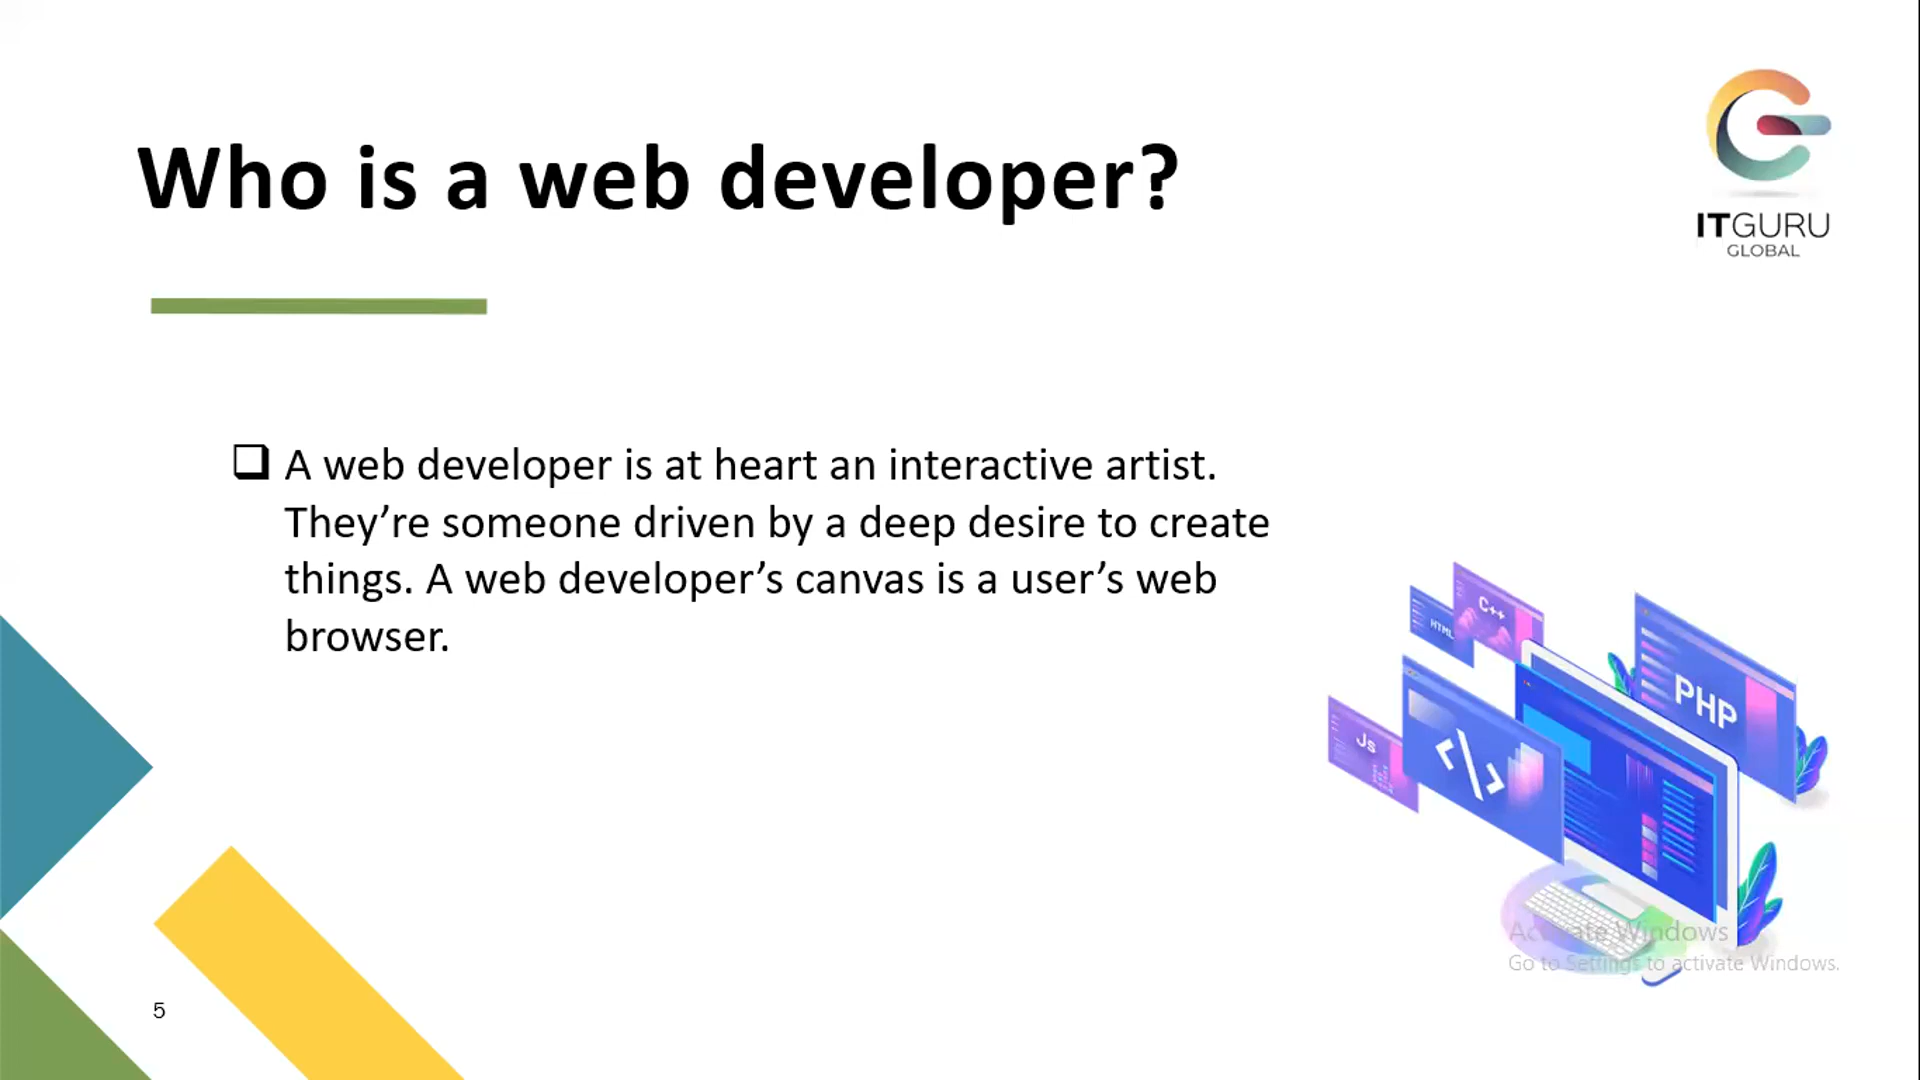 Who is a web developer?
ITGURU
GLOBAL
A web developer is at heart an interactive artist.
They’re someone driven by a deep desire to create
things. A web developer’s canvas is a user’s web
browser.
HTML
C++
PHP
Js
</>
Activate Windows
Go to Settings to activate Windows.
5